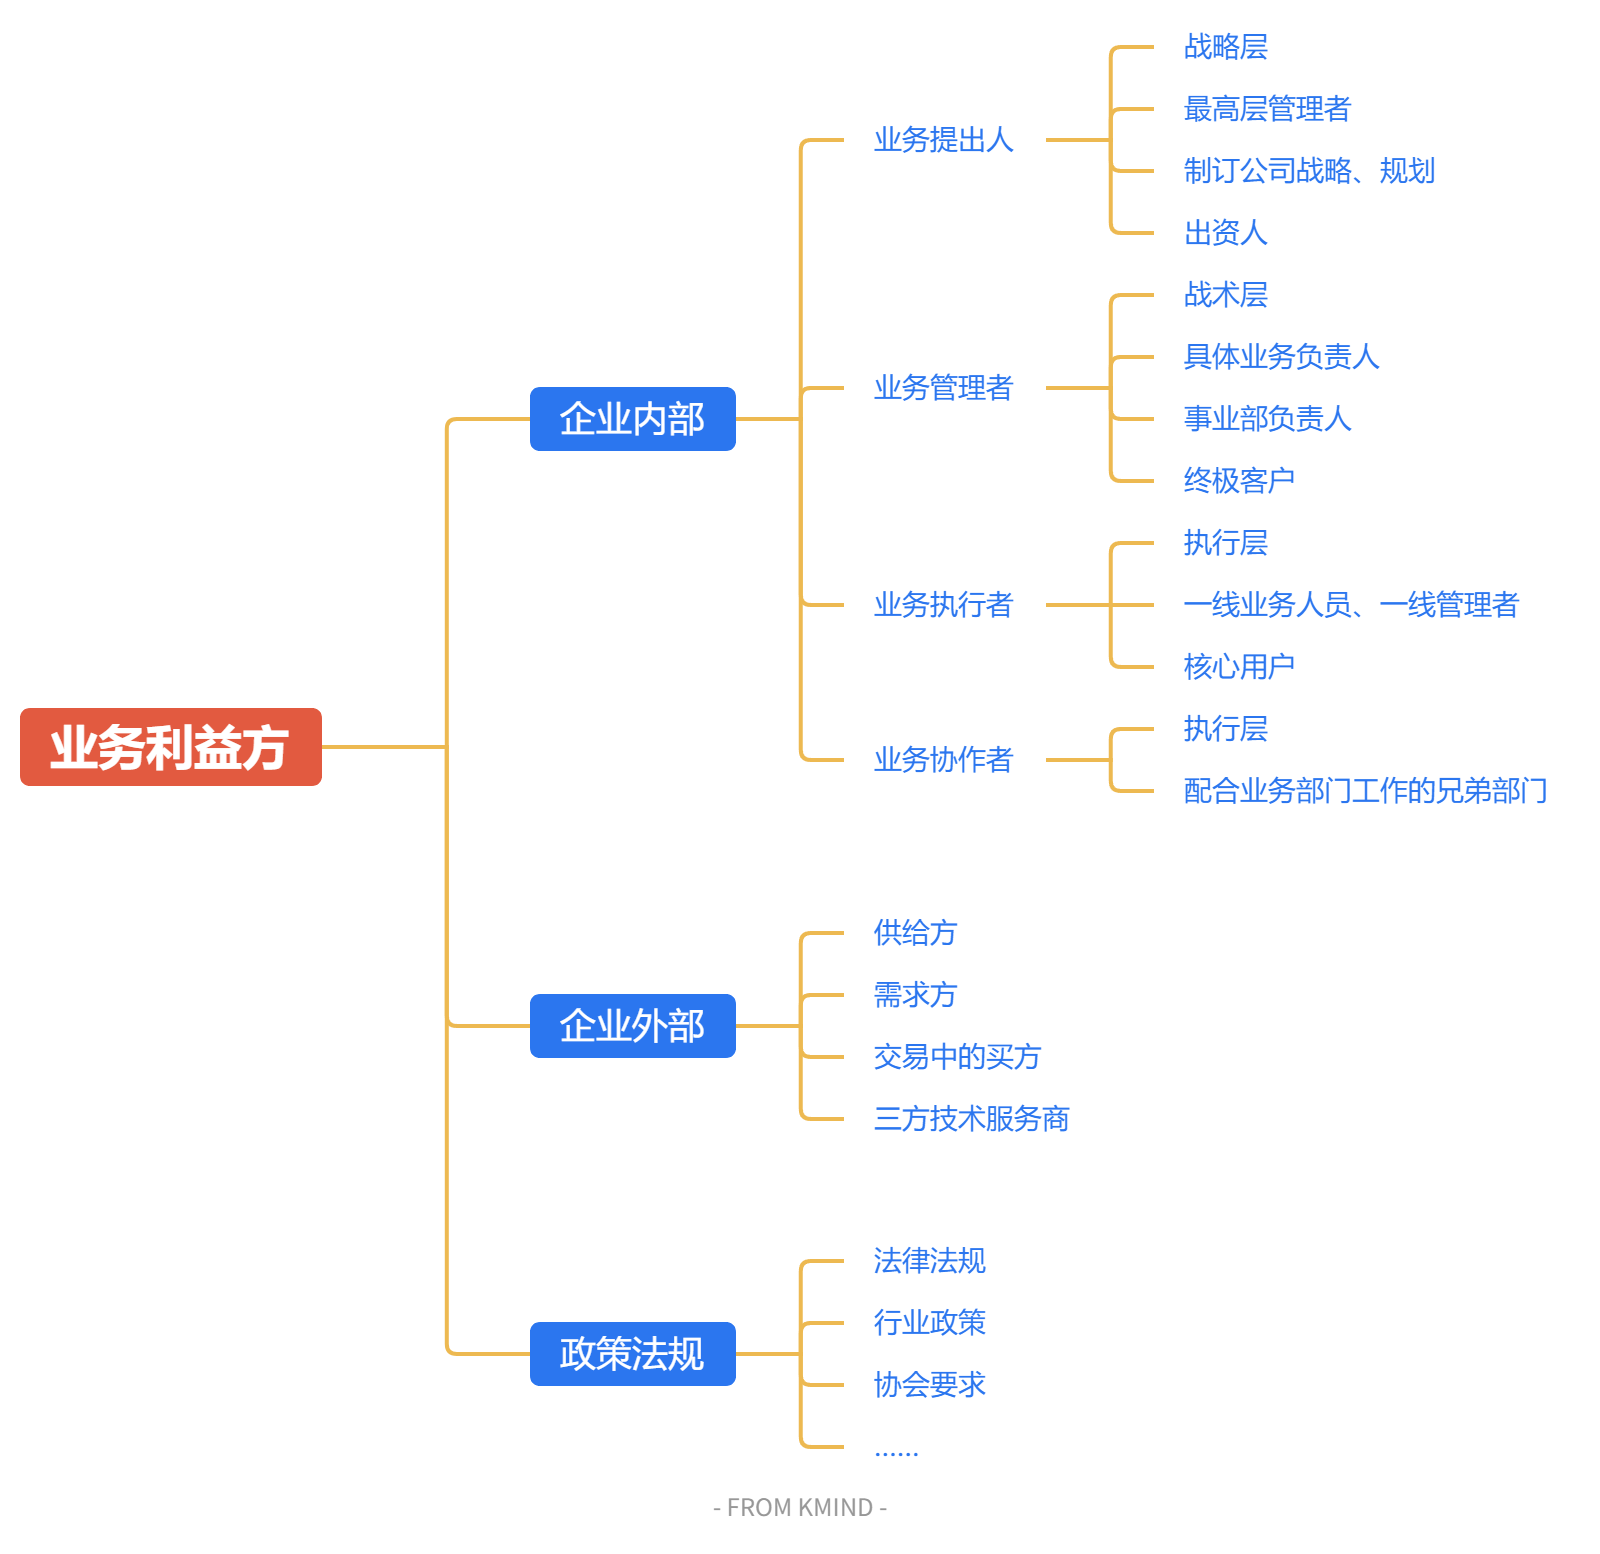 业务利益方
企业内部
业务提出人
战略层
最高层管理者
制订公司战略、规划
出资人
业务管理者
战术层
具体业务负责人
事业部负责人
终极客户
业务执行者
执行层
一线业务人员、一线管理者
核心用户
业务协作者
执行层
配合业务部门工作的兄弟部门
企业外部
供给方
需求方
交易中的买方
三方技术服务商
政策法规
法律法规
行业政策
协会要求
......
- FROM KMIND -